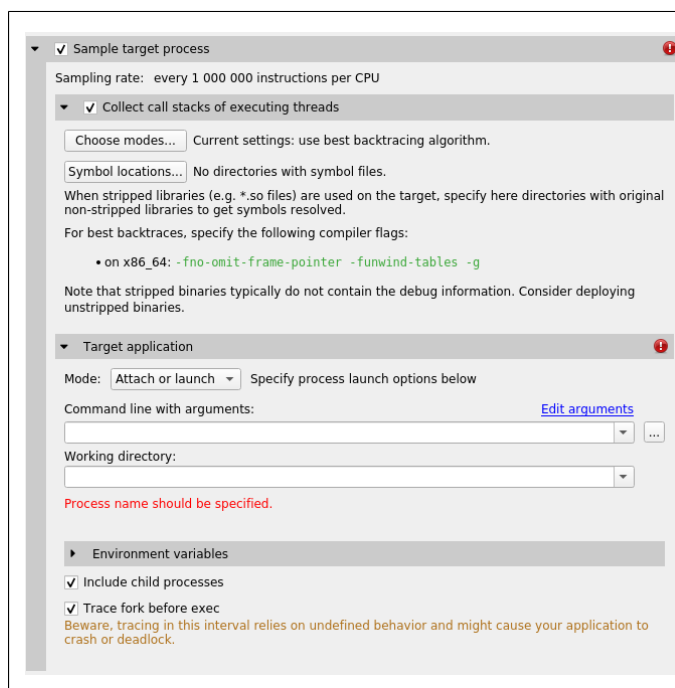 Sample target process
Sampling rate: every 1 000 000 instructions per CPU
Collect call stacks of executing threads
Choose modes... Current settings: use best backtracing algorithm.
Symbol locations... No directories with symbol files.
When stripped libraries (e.g. *.so files) are used on the target, specify here directories with original
non-stripped libraries to get symbols resolved.
For best backtraces, specify the following compiler flags:
• on x86_64: -fno-omit-frame-pointer -funwind-tables -g
Note that stripped binaries typically do not contain the debug information. Consider deploying
unstripped binaries.
Target application
Mode: Attach or launch Specify process launch options below
Command line with arguments: Edit arguments
...
Working directory:
Process name should be specified.
Environment variables
Include child processes
Trace fork before exec
Beware, tracing in this interval relies on undefined behavior and might cause your application to
crash or deadlock.